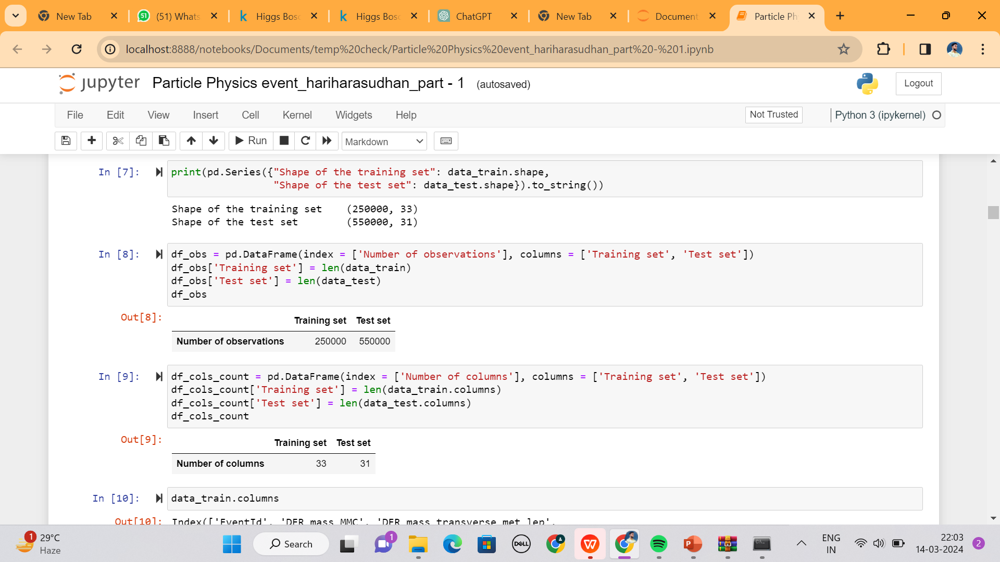 New Tab
51 (51) Whats
Higgs Bos
Higgs Bos
ChatGPT
New Tab
Document
Particle Ph
localhost:8888/notebooks/Documents/temp%20check/Particle%20Physics%20event_hariharasudhan_part%20-%201.ipynb
jupyter Particle Physics event_hariharasudhan_part - 1 (autosaved)
Logout
File Edit View Insert Cell Kernel Widgets Help
Not Trusted
Python 3 (ipykernel)
Run
Markdown
In [7]: print(pd.Series({"Shape of the training set": data_train.shape,
"Shape of the test set": data_test.shape}).to_string())
Shape of the training set (250000, 33)
Shape of the test set (550000, 31)
In [8]: df_obs = pd.DataFrame(index = ['Number of observations'], columns = ['Training set', 'Test set'])
df_obs['Training set'] = len(data_train)
df_obs['Test set'] = len(data_test)
df_obs
Out[8]:
Training set Test set
Number of observations 250000 550000
In [9]: df_cols_count = pd.DataFrame(index = ['Number of columns'], columns = ['Training set', 'Test set'])
df_cols_count['Training set'] = len(data_train.columns)
df_cols_count['Test set'] = len(data_test.columns)
df_cols_count
Out[9]:
Training set Test set
Number of columns 33 31
In [10]: data_train.columns
Out[10]: Index(['EventId', 'DER_mass_MMC', 'DER_mass_transverse_met_lep',
1
29°C
Haze
Search
1
DELL
ENG
IN
22:03
14-03-2024
2